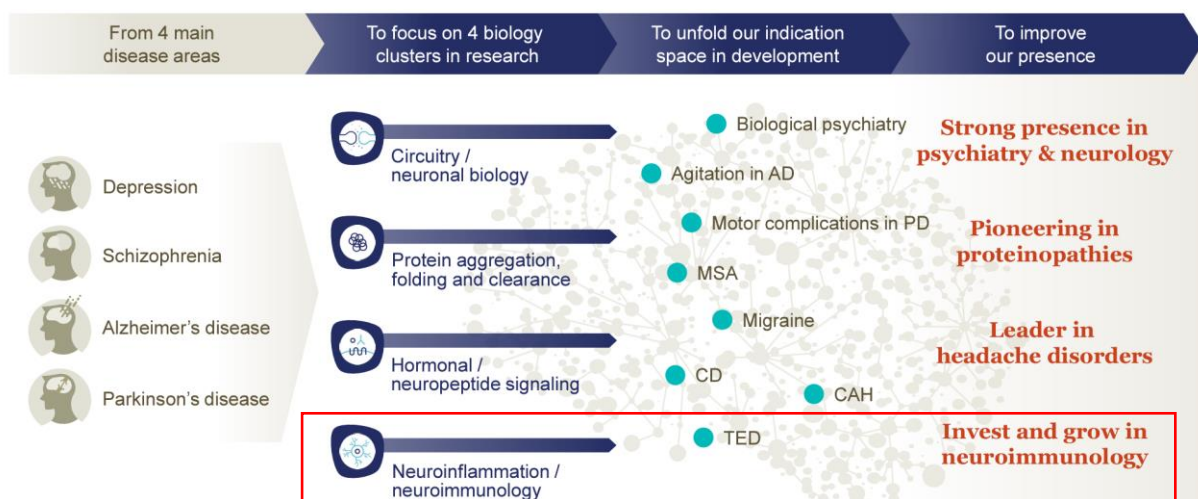 From 4 main
disease areas
To focus on 4 biology
clusters in research
To unfold our indication
space in development
To improve
our presence
Depression
Schizophrenia
Alzheimer's disease
Parkinson's disease
Circuitry /
neuronal biology
Protein aggregation,
folding and clearance
Hormonal /
neuropeptide signaling
Neuroinflammation /
neuroimmunology
Biological psychiatry
Agitation in AD
Motor complications in PD
MSA
Migraine
CD
CAH
TED
Strong presence in
psychiatry & neurology
Pioneering in
proteinopathies
Leader in
headache disorders
Invest and grow in
neuroimmunology